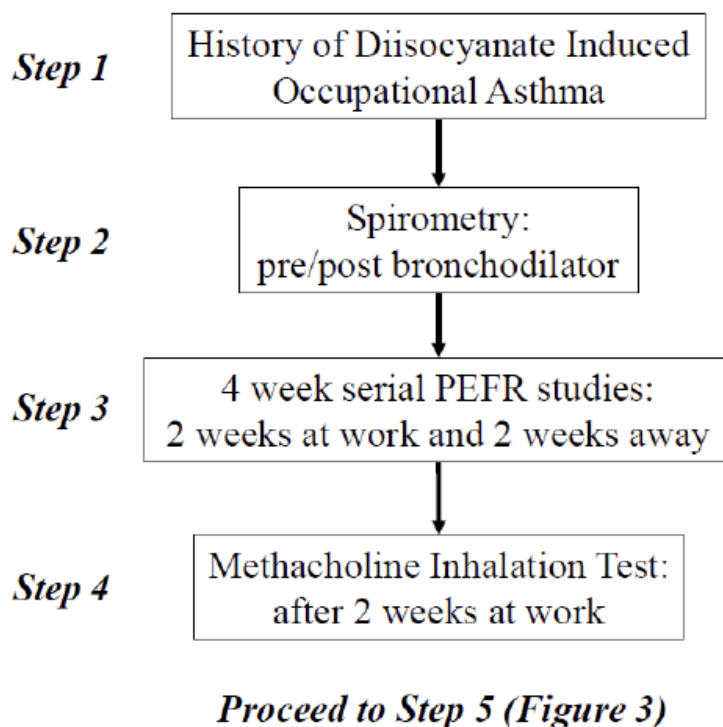 Step 1
History of Diisocyanate Induced
Occupational Asthma
Step 2
Spirometry:
pre/post bronchodilator
Step 3
4 week serial PEFR studies:
2 weeks at work and 2 weeks away
Step 4
Methacholine Inhalation Test:
after 2 weeks at work
Proceed to Step 5 (Figure 3)